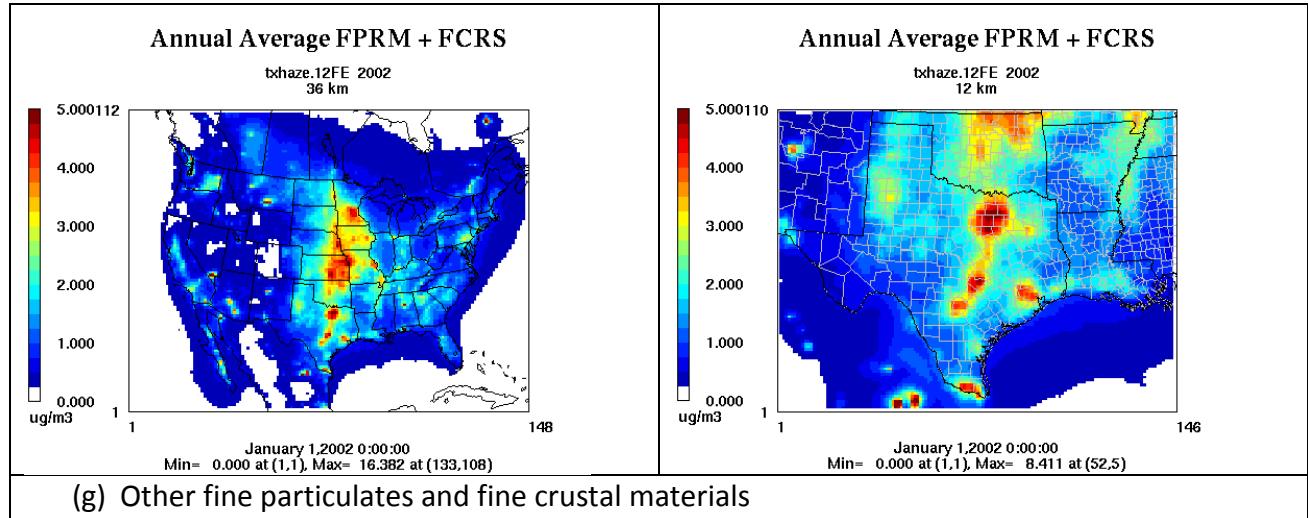 Annual Average FPRM + FCRS
txhaze.12FE 2002
36 km
5.000
112
4.000
3.000
2.000
1.000
0.000
ug/m3
1
1
148
January 1,2002 0:00:00
Min= 0.000 at (1,1), Max= 16.382 at (133,108)
Annual Average FPRM + FCRS
txhaze.12FE 2002
12 km
5.000
110
4.000
3.000
2.000
1.000
0.000
ug/m3
1
1
146
January 1,2002 0:00:00
Min= 0.000 at (1,1), Max= 8.411 at (52,5)
(g) Other fine particulates and fine crustal materials